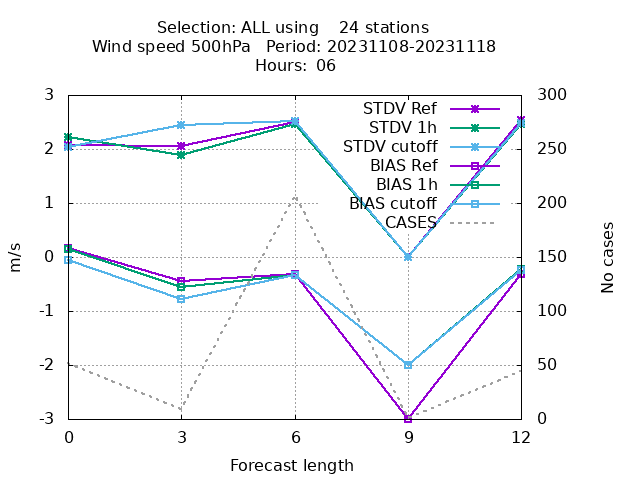 Selection: ALL using    24 stations
Wind speed 500hPa   Period: 20231108-20231118
Hours:  06
3
2
1
0
-1
-2
-3
m/s
300
250
200
150
100
50
0
No cases
STDV Ref
STDV 1h
STDV cutoff
BIAS Ref
BIAS 1h
BIAS cutoff
CASES
0 3 6 9 12
Forecast length